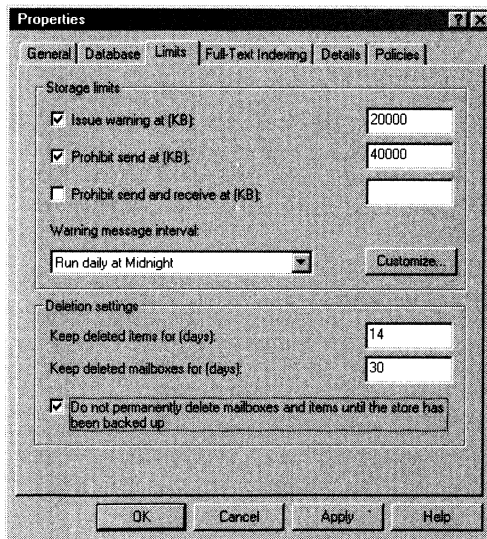 Properties
General Database Limits Full-Text Indexing Details Policies
Storage limits
Issue warning at (KB): 20000
Prohibit send at (KB): 40000
Prohibit send and receive at (KB):
Warning message interval:
Run daily at Midnight Customize...
Deletion settings
Keep deleted items for (days): 14
Keep deleted mailboxes for (days): 30
Do not permanently delete mailboxes and items until the store has
been backed up
OK Cancel Apply Help